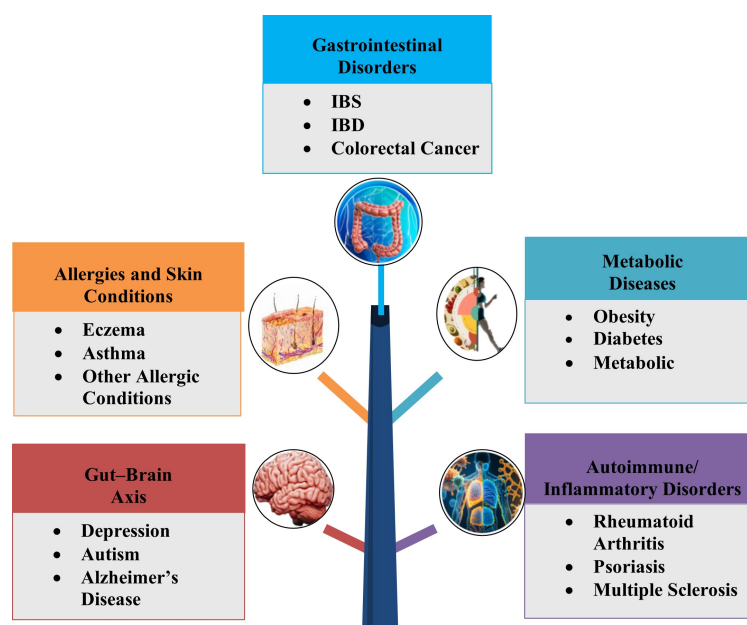 Gastrointestinal
Disorders
• IBS
• IBD
• Colorectal Cancer
Allergies and Skin
Conditions
• Eczema
• Asthma
• Other Allergic
Conditions
Metabolic
Diseases
• Obesity
• Diabetes
• Metabolic
Gut–Brain
Axis
• Depression
• Autism
• Alzheimer’s
Disease
Autoimmune/
Inflammatory Disorders
• Rheumatoid
Arthritis
• Psoriasis
• Multiple Sclerosis